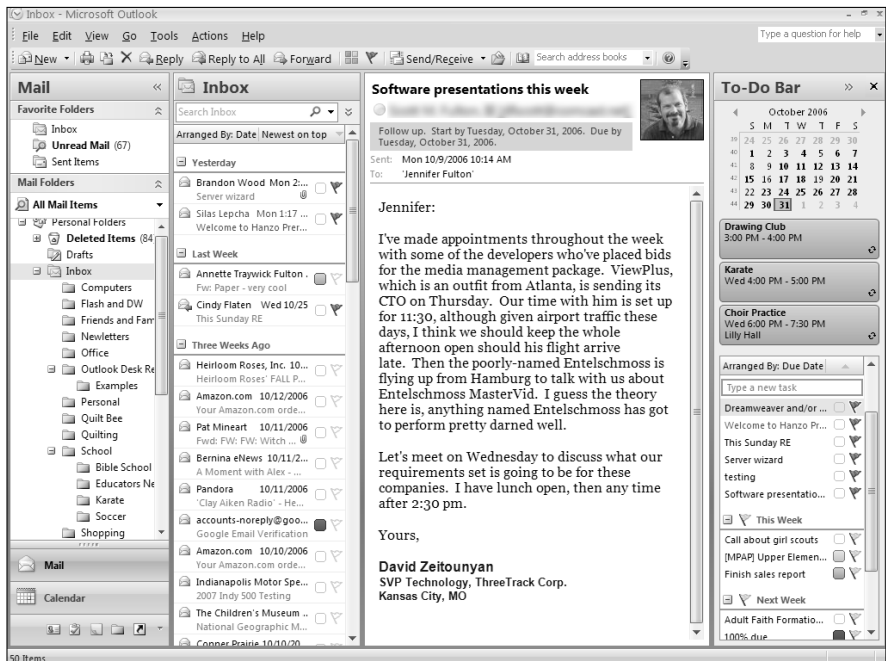 Inbox - Microsoft Outlook
File Edit View Go Tools Actions Help
Type a question for help
New Reply Reply to All Forward Send/Receive Search address books
Mail
Favorite Folders
Inbox
Unread Mail (67)
Sent Items
Mail Folders
All Mail Items
Personal Folders
Deleted Items (84
Drafts
Inbox
Computers
Flash and DW
Friends and Fam
Newletters
Office
Outlook Desk Re
Examples
Personal
Quilt Bee
Quilting
School
Bible School
Educators Ne
Karate
Soccer
Shopping
Mail
Calendar
50 Items
Inbox
Search Inbox
Arranged By: Date Newest on top
Yesterday
Brandon Wood Mon 2:...
Server wizard
Silas Lepcha Mon 1:17 ...
Welcome to Hanzo Prer...
Last Week
Annette Traywick Fulton .
Fw: Paper - very cool
Cindy Flaten Wed 10/25
This Sunday RE
Three Weeks Ago
Heirloom Roses, Inc. 10...
Heirloom Roses' FALL P...
Amazon.com 10/12/2006
Your Amazon.com orde...
Pat Mineart 10/11/2006
Fwd: FW: FW: Witch ...
Bernina eNews 10/11/2...
A Moment with Alex - ...
Pandora 10/11/2006
'Clay Aiken Radio' - He...
accounts-noreply@goo...
Google Email Verification
Amazon.com 10/10/2006
Your Amazon.com orde...
Indianapolis Motor Spe...
2007 Indy 500 Testing
The Children's Museum ..
National Geographic M...
Conner Prairie 10/10/20...
Software presentations this week
Follow up. Start by Tuesday, October 31, 2006. Due by
Tuesday, October 31, 2006.
Sent: Mon 10/9/2006 10:14 AM
To: 'Jennifer Fulton'
Jennifer:
I've made appointments throughout the week
with some of the developers who've placed bids
for the media management package. ViewPlus,
which is an outfit from Atlanta, is sending its
CTO on Thursday. Our time with him is set up
for 11:30, although given airport traffic these
days, I think we should keep the whole
afternoon open should his flight arrive
late. Then the poorly-named Entelschmoss is
flying up from Hamburg to talk with us about
Entelschmoss MasterVid. I guess the theory
here is, anything named Entelschmoss has got
to perform pretty darned well.
Let's meet on Wednesday to discuss what our
requirements set is going to be for these
companies. I have lunch open, then any time
after 2:30 pm.
Yours,
David Zeitounyan
SVP Technology, ThreeTrack Corp.
Kansas City, MO
To-Do Bar
October 2006
S M T W T F S
39 24 25 26 27 28 29 30
40 1 2 3 4 5 6 7
41 8 9 10 11 12 13 14
42 15 16 17 18 19 20 21
43 22 23 24 25 26 27 28
44 29 30 31 1 2 3 4
Drawing Club
3:00 PM - 4:00 PM
Karate
Wed 4:00 PM - 5:00 PM
Choir Practice
Wed 6:00 PM - 7:30 PM
Lilly Hall
Arranged By: Due Date
Type a new task
Dreamweaver and/or ...
Welcome to Hanzo Pr...
This Sunday RE
Server wizard
testing
Software presentatio...
This Week
Call about girl scouts
[MPAP] Upper Elemen...
Finish sales report
Next Week
Adult Faith Formatio...
100% due